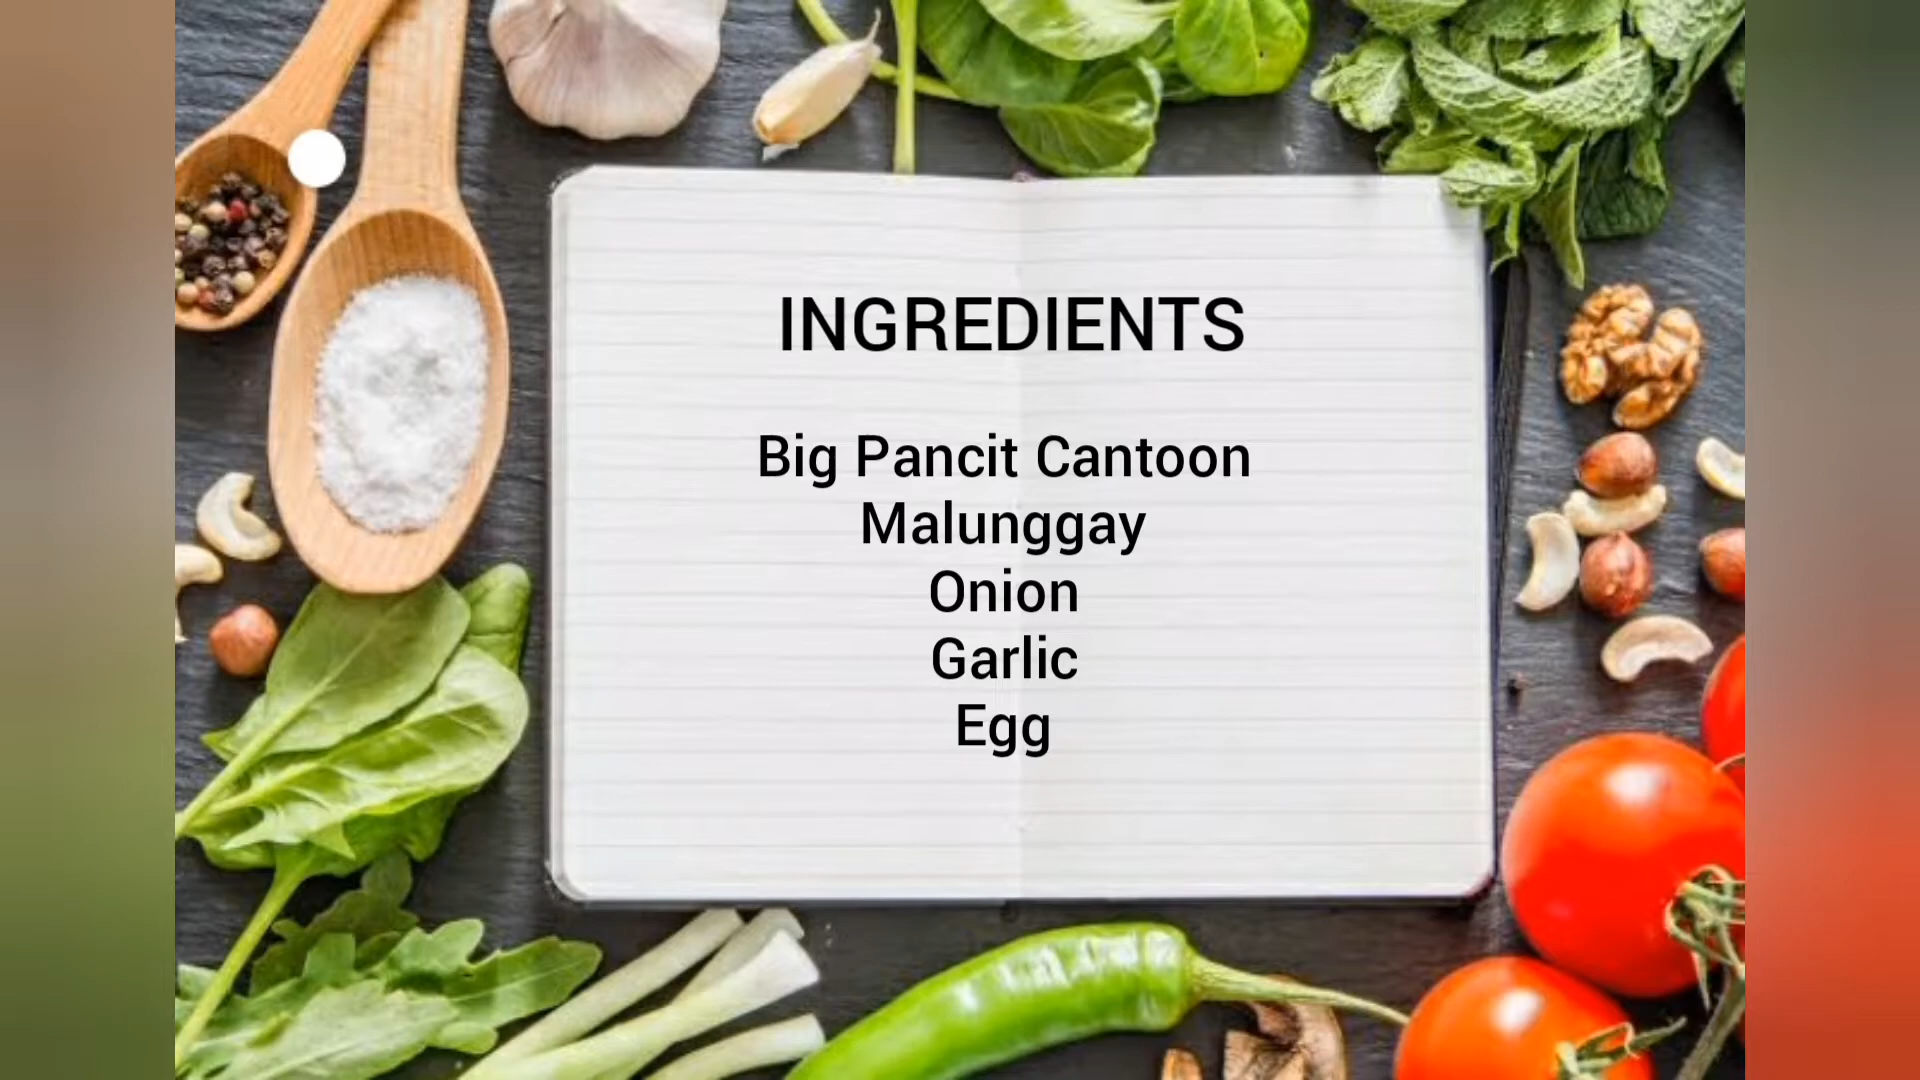 INGREDIENTS
Big Pancit Cantoon
Malunggay
Onion
Garlic
Egg